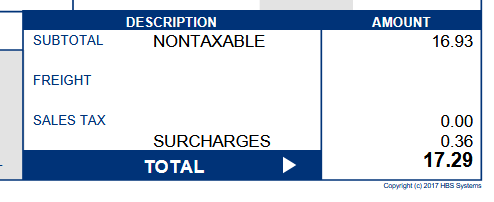 DESCRIPTION AMOUNT
SUBTOTAL NONTAXABLE 16.93
FREIGHT
SALES TAX 0.00
SURCHARGES 0.36
TOTAL ▶ 17.29
Copyright (c) 2017 HBS Systems